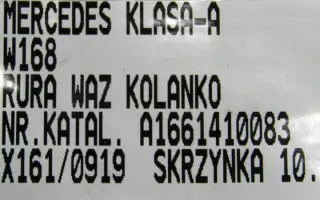 MERCEDES KLASA-A
W168
RURA WAZ KOLANKO
NR.KATAL. A1661410083
X161/0919 SKRZYNKA 10.